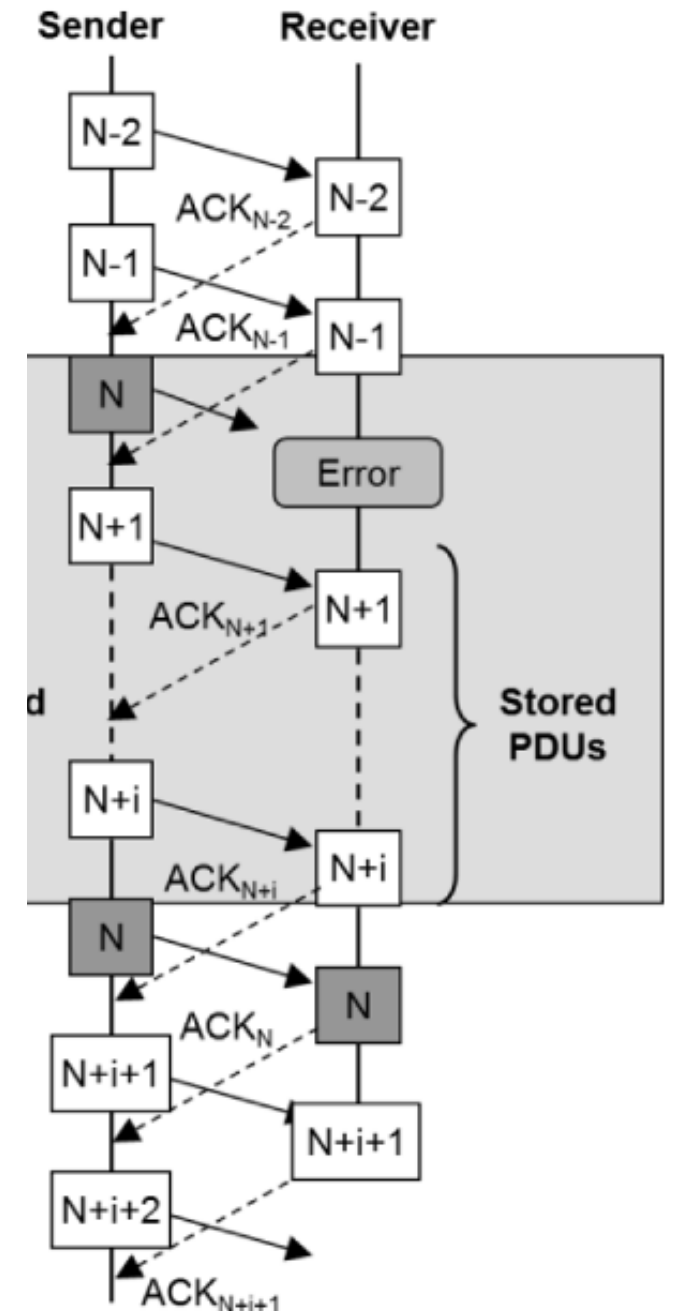 Sender Receiver
N-2
N-2
ACKN-2
N-1
ACKN-1
N-1
N
Error
N+1
N+1
ACKN+1
d
Stored
PDUs
N+i
N+i
ACKN+i
N
N
ACKN
N+i+1
N+i+1
N+i+2
ACKN+i+1